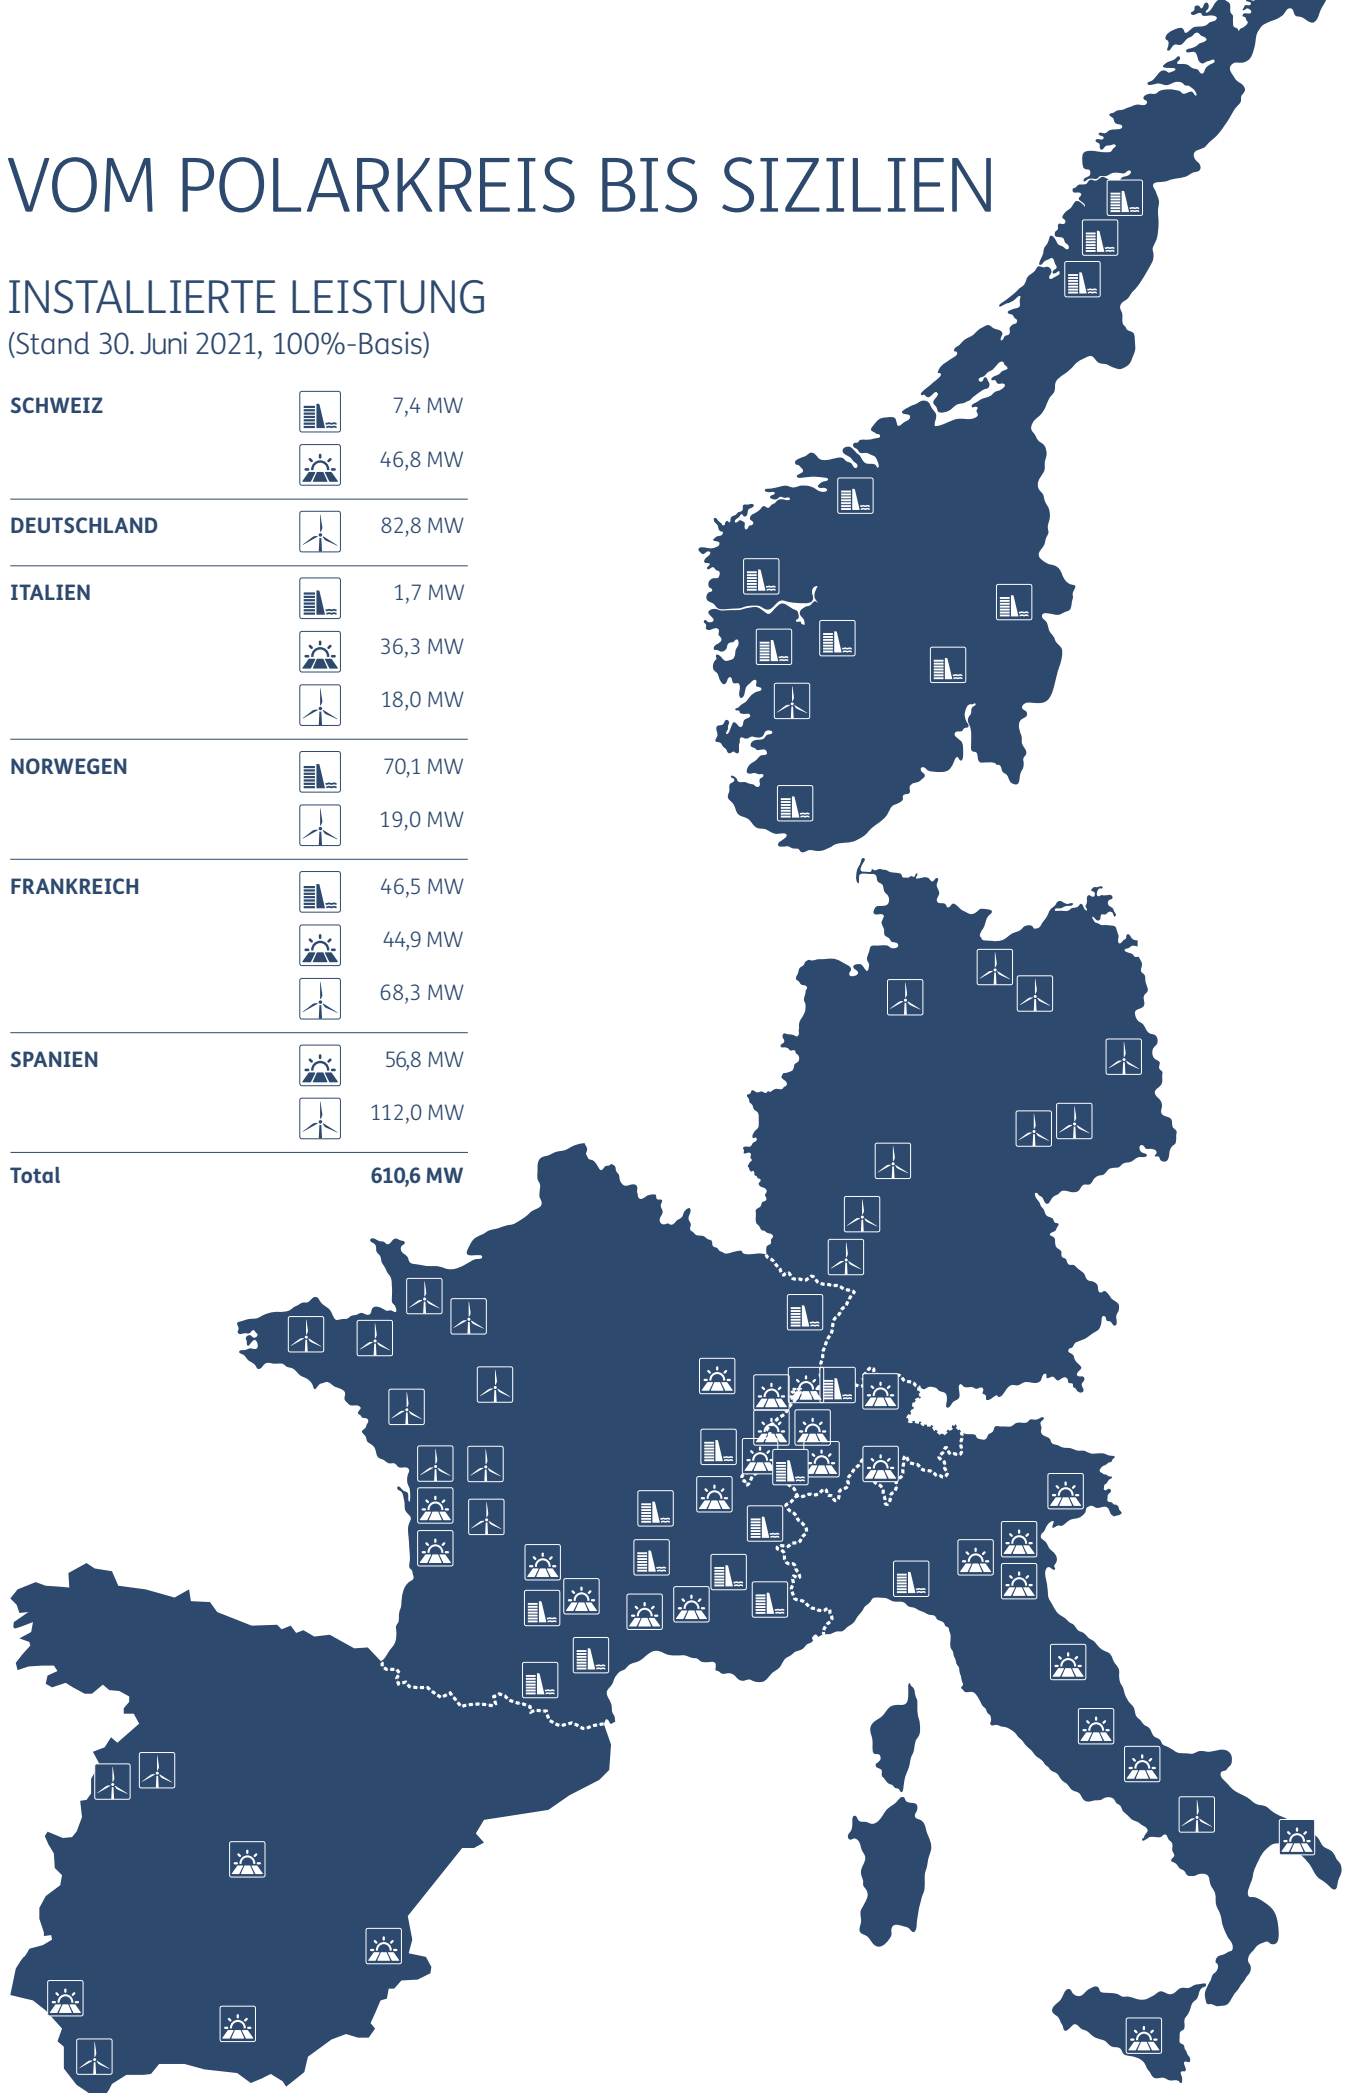 VOM POLARKREIS BIS SIZILIEN
INSTALLIERTE LEISTUNG
(Stand 30. Juni 2021, 100%-Basis)
SCHWEIZ 7,4 MW
46,8 MW
DEUTSCHLAND 82,8 MW
ITALIEN 1,7 MW
36,3 MW
18,0 MW
NORWEGEN 70,1 MW
19,0 MW
FRANKREICH 46,5 MW
44,9 MW
68,3 MW
SPANIEN 56,8 MW
112,0 MW
Total 610,6 MW